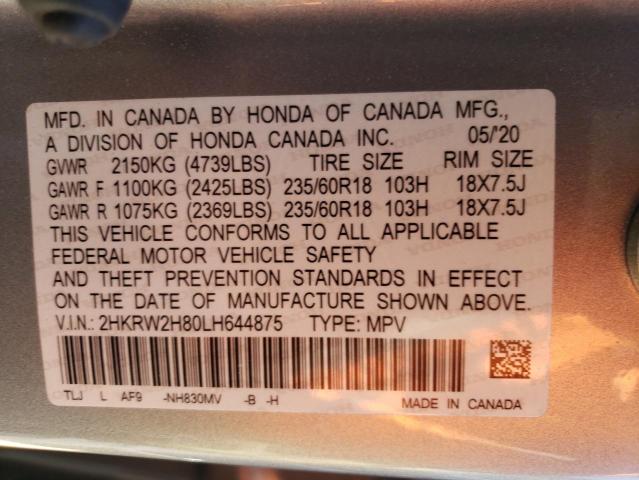 MFD. IN CANADA BY HONDA OF CANADA MFG.,
A DIVISION OF HONDA CANADA INC. 05/'20
GVWR 2150KG (4739LBS) TIRE SIZE RIM SIZE
GAWR F 1100KG (2425LBS) 235/60R18 103H 18X7.5J
GAWR R 1075KG (2369LBS) 235/60R18 103H 18X7.5J
THIS VEHICLE CONFORMS TO ALL APPLICABLE
FEDERAL MOTOR VEHICLE SAFETY
AND THEFT PREVENTION STANDARDS IN EFFECT
ON THE DATE OF MANUFACTURE SHOWN ABOVE.
V.I.N.: 2HKRW2H80LH644875 TYPE: MPV
TLJ L AF9 -NH830MV -B -H MADE IN CANADA